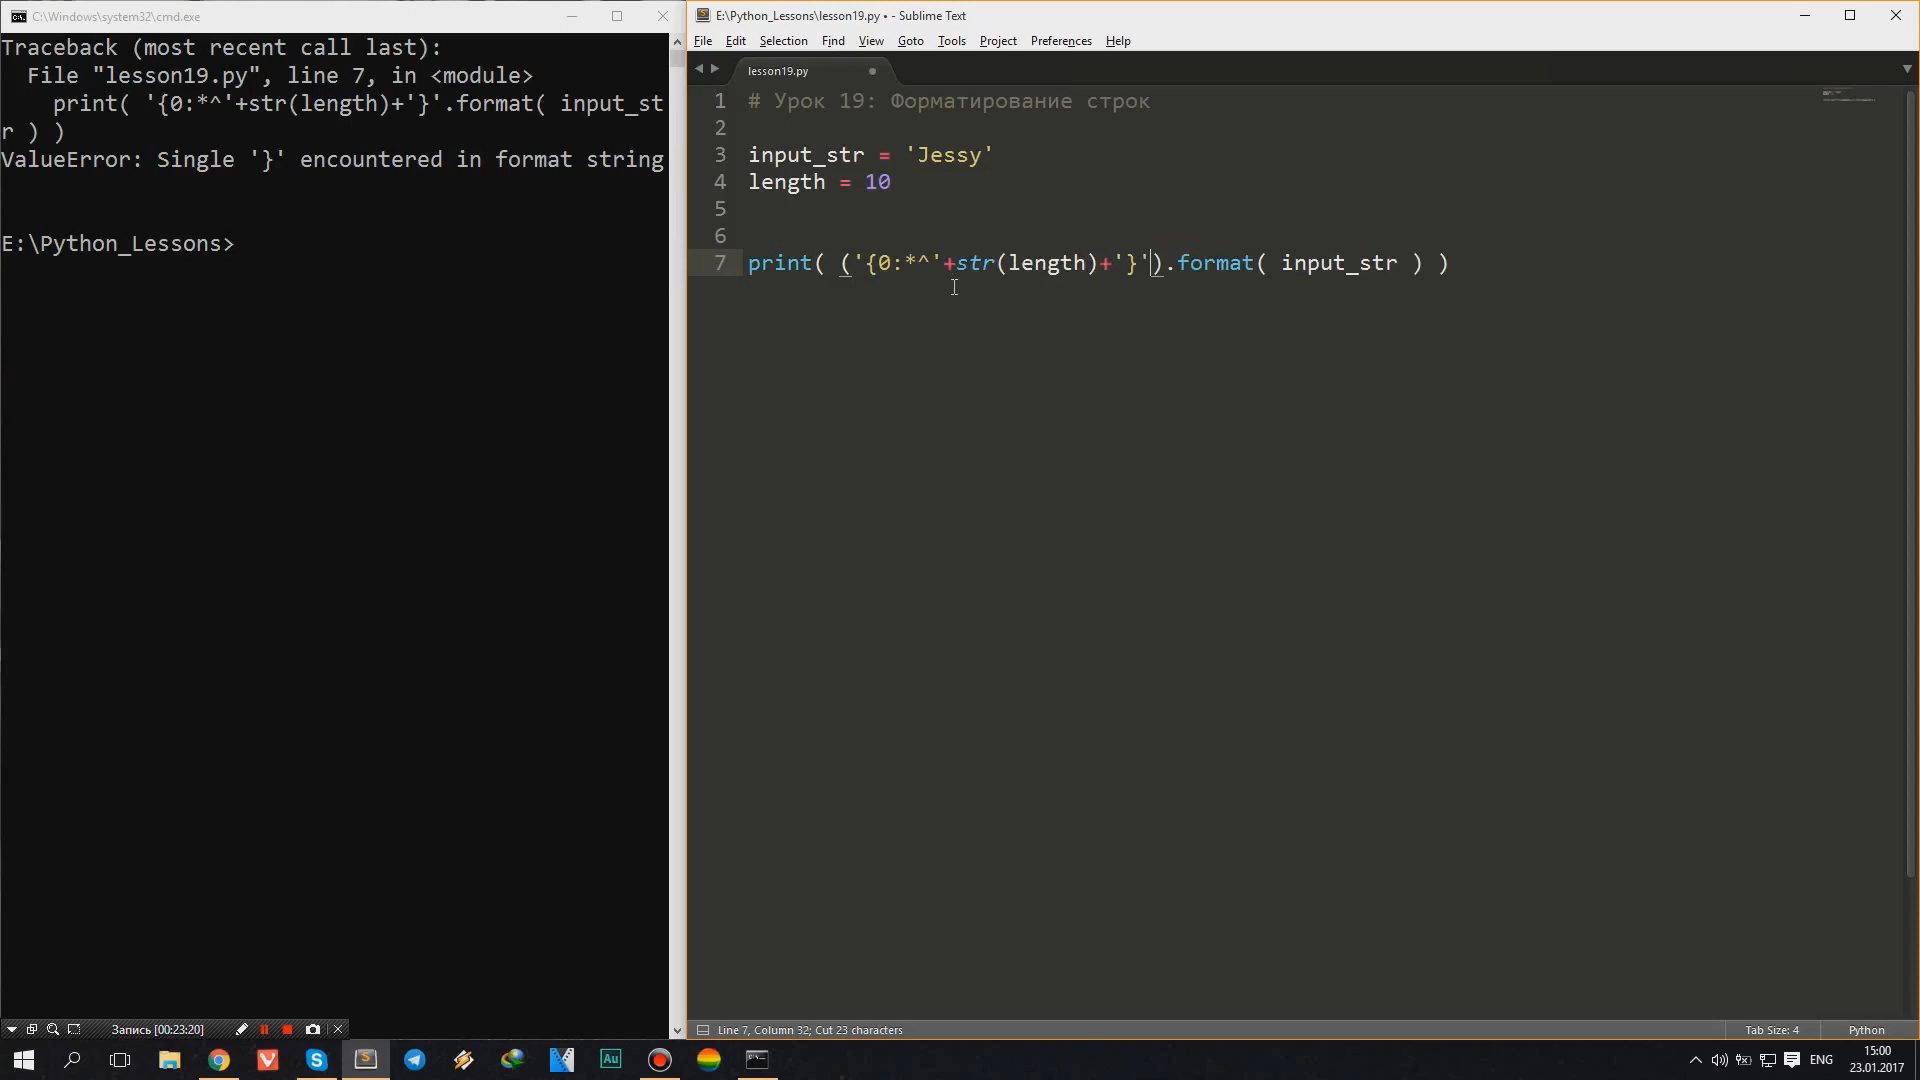 C:\Windows\system32\cmd.exe
Traceback (most recent call last):
  File "lesson19.py", line 7, in <module>
    print( '{0:*^'+str(length)+'}'.format( input_st
r ) )
ValueError: Single '}' encountered in format string
E:\Python_Lessons>
Запись [00:23:20]
E:\Python_Lessons\lesson19.py • - Sublime Text
File Edit Selection Find View Goto Tools Project Preferences Help
lesson19.py
1 # Урок 19: Форматирование строк
2
3 input_str = 'Jessy'
4 length = 10
5
6
7 print( ('{0:*^'+str(length)+'}').format( input_str ) )
Line 7, Column 32; Cut 23 characters
Tab Size: 4
Python
Au
ENG
15:00
23.01.2017